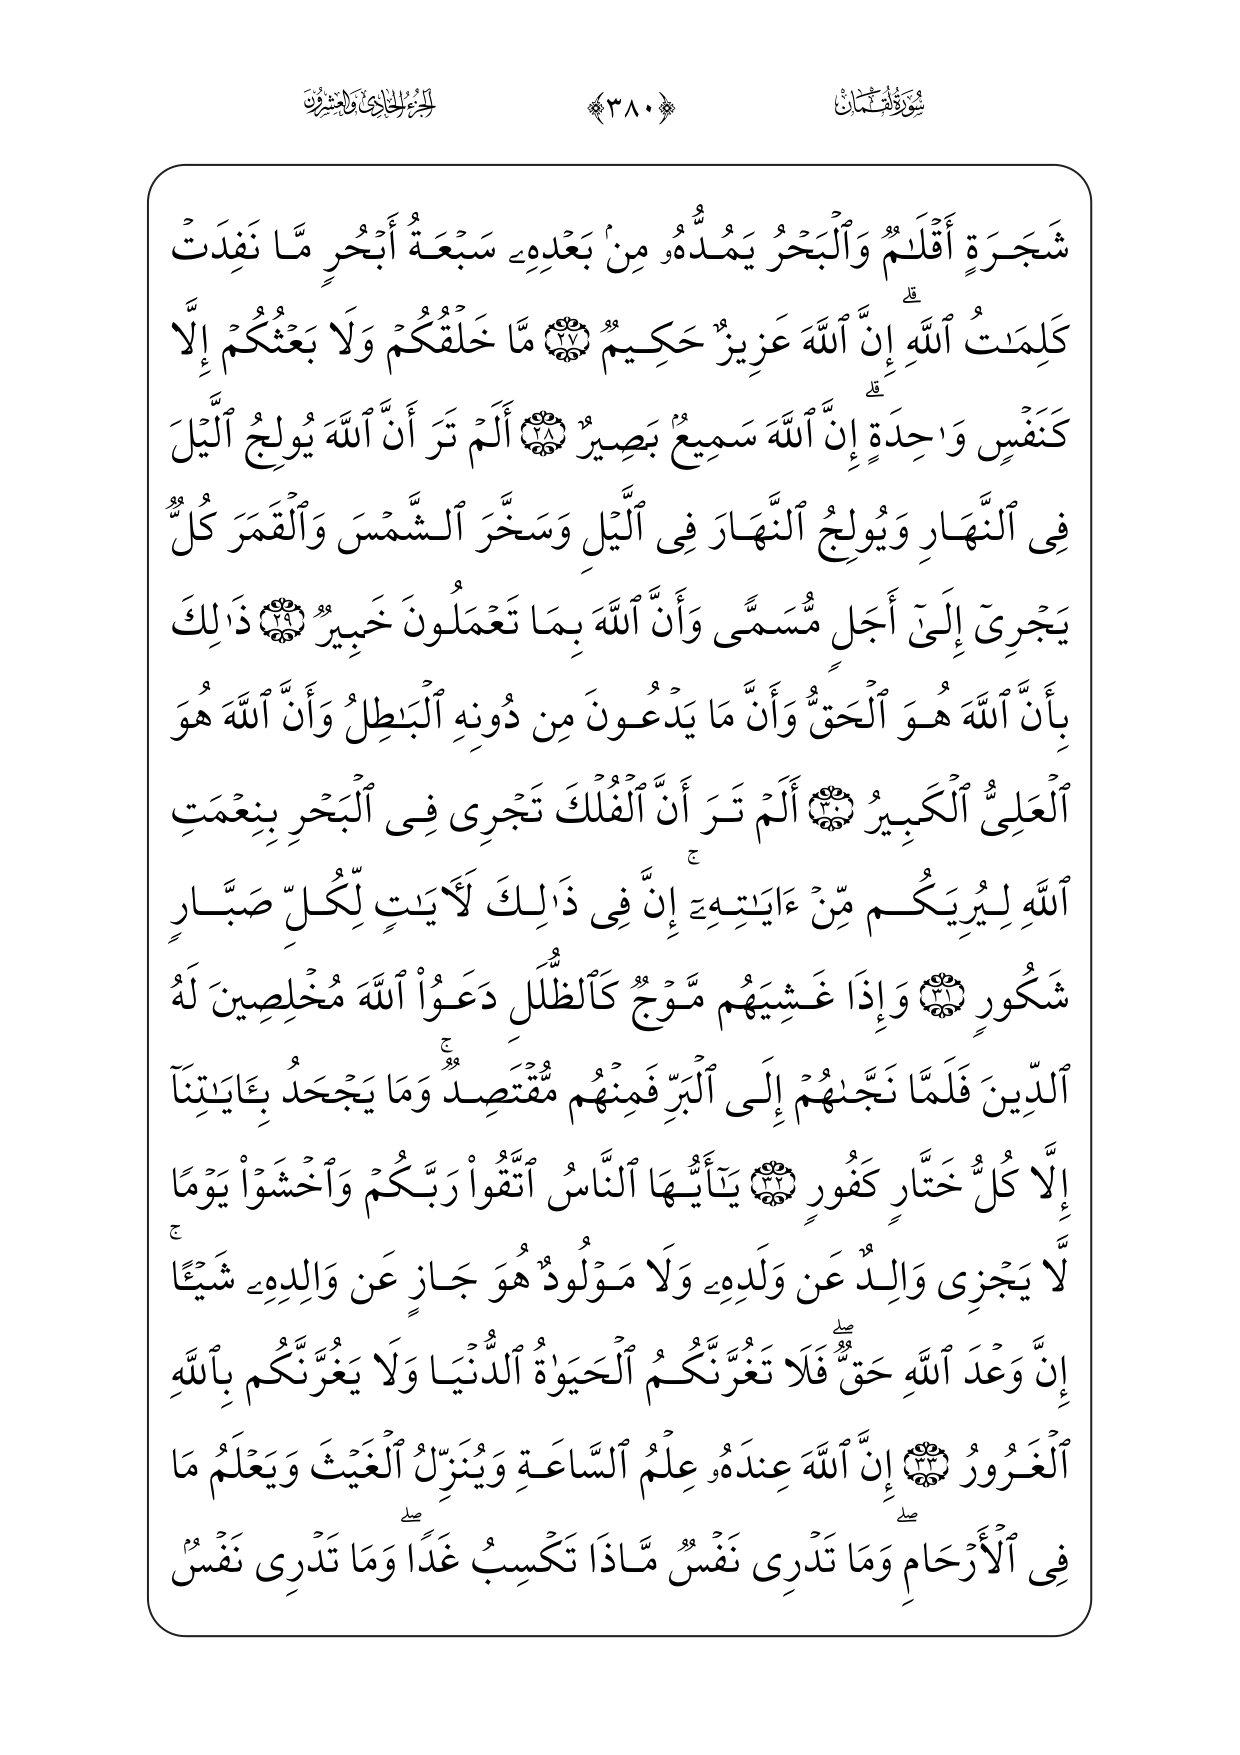 سُورَةُ لُقۡمَان ﴿٣٨٠﴾ الجُزۡءُ الحَادِي وَالعِشۡرُونَ
شَجَرَةٍ أَقۡلَٰمٞ وَٱلۡبَحۡرُ يَمُدُّهُۥ مِنۢ بَعۡدِهِۦ سَبۡعَةُ أَبۡحُرٖ مَّا نَفِدَتۡ
كَلِمَٰتُ ٱللَّهِۗ إِنَّ ٱللَّهَ عَزِيزٌ حَكِيمٞ ٢٧ مَّا خَلۡقُكُمۡ وَلَا بَعۡثُكُمۡ إِلَّا
كَنَفۡسٖ وَٰحِدَةٍۗ إِنَّ ٱللَّهَ سَمِيعُۢ بَصِيرٌ ٢٨ أَلَمۡ تَرَ أَنَّ ٱللَّهَ يُولِجُ ٱلَّيۡلَ
فِي ٱلنَّهَارِ وَيُولِجُ ٱلنَّهَارَ فِي ٱلَّيۡلِ وَسَخَّرَ ٱلشَّمۡسَ وَٱلۡقَمَرَ كُلّٞ
يَجۡرِيٓ إِلَىٰٓ أَجَلٖ مُّسَمّٗى وَأَنَّ ٱللَّهَ بِمَا تَعۡمَلُونَ خَبِيرٞ ٢٩ ذَٰلِكَ
بِأَنَّ ٱللَّهَ هُوَ ٱلۡحَقُّ وَأَنَّ مَا يَدۡعُونَ مِن دُونِهِ ٱلۡبَٰطِلُ وَأَنَّ ٱللَّهَ هُوَ
ٱلۡعَلِيُّ ٱلۡكَبِيرُ ٣٠ أَلَمۡ تَرَ أَنَّ ٱلۡفُلۡكَ تَجۡرِي فِي ٱلۡبَحۡرِ بِنِعۡمَتِ
ٱللَّهِ لِيُرِيَكُم مِّنۡ ءَايَٰتِهِۦٓۚ إِنَّ فِي ذَٰلِكَ لَأٓيَٰتٖ لِّكُلِّ صَبَّارٖ
شَكُورٖ ٣١ وَإِذَا غَشِيَهُم مَّوۡجٞ كَٱلظُّلَلِ دَعَوُاْ ٱللَّهَ مُخۡلِصِينَ لَهُ
ٱلدِّينَ فَلَمَّا نَجَّىٰهُمۡ إِلَى ٱلۡبَرِّ فَمِنۡهُم مُّقۡتَصِدٞۚ وَمَا يَجۡحَدُ بِـَٔايَٰتِنَآ
إِلَّا كُلُّ خَتَّارٖ كَفُورٖ ٣٢ يَٰٓأَيُّهَا ٱلنَّاسُ ٱتَّقُواْ رَبَّكُمۡ وَٱخۡشَوۡاْ يَوۡمٗا
لَّا يَجۡزِي وَالِدٌ عَن وَلَدِهِۦ وَلَا مَوۡلُودٌ هُوَ جَازٍ عَن وَالِدِهِۦ شَيۡـًٔاۚ
إِنَّ وَعۡدَ ٱللَّهِ حَقّٞۖ فَلَا تَغُرَّنَّكُمُ ٱلۡحَيَوٰةُ ٱلدُّنۡيَا وَلَا يَغُرَّنَّكُم بِٱللَّهِ
ٱلۡغَرُورُ ٣٣ إِنَّ ٱللَّهَ عِندَهُۥ عِلۡمُ ٱلسَّاعَةِ وَيُنَزِّلُ ٱلۡغَيۡثَ وَيَعۡلَمُ مَا
فِي ٱلۡأَرۡحَامِۖ وَمَا تَدۡرِي نَفۡسٞ مَّاذَا تَكۡسِبُ غَدٗاۖ وَمَا تَدۡرِي نَفۡسُۢ